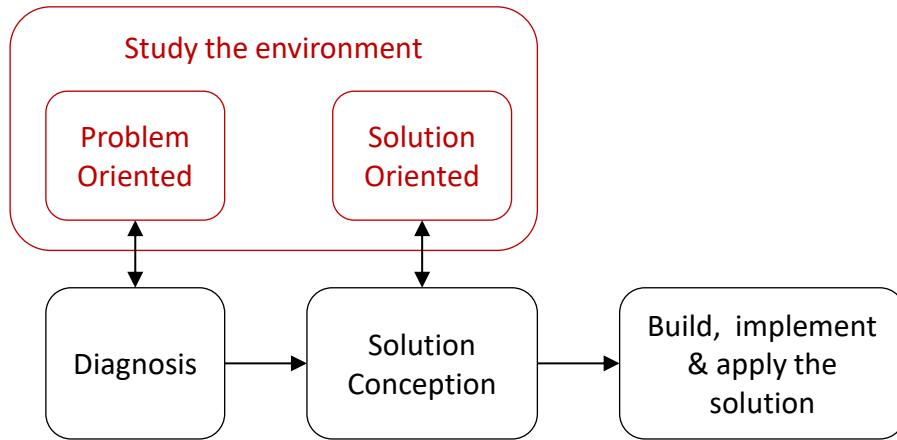 Study the environment
Problem
Oriented
Solution
Oriented
Diagnosis
Solution
Conception
Build, implement
& apply the
solution